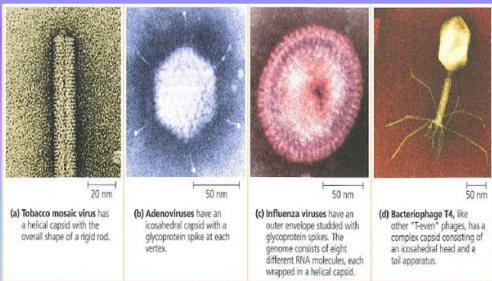 20 nm
50 nm
50 nm
50 nm
(a) Tobacco mosaic virus has
a helical capsid with the
overall shape of a rigid rod.
(b) Adenoviruses have an
icosahedral capsid with a
glycoprotein spike at each
vertex.
(c) Influenza viruses have an
outer envelope studded with
glycoprotein spikes. The
genome consists of eight
different RNA molecules, each
wrapped in a helical capsid.
(d) Bacteriophage T4, like
other "T-even" phages, has a
complex capsid consisting of
an icosahedral head and a
tail apparatus.